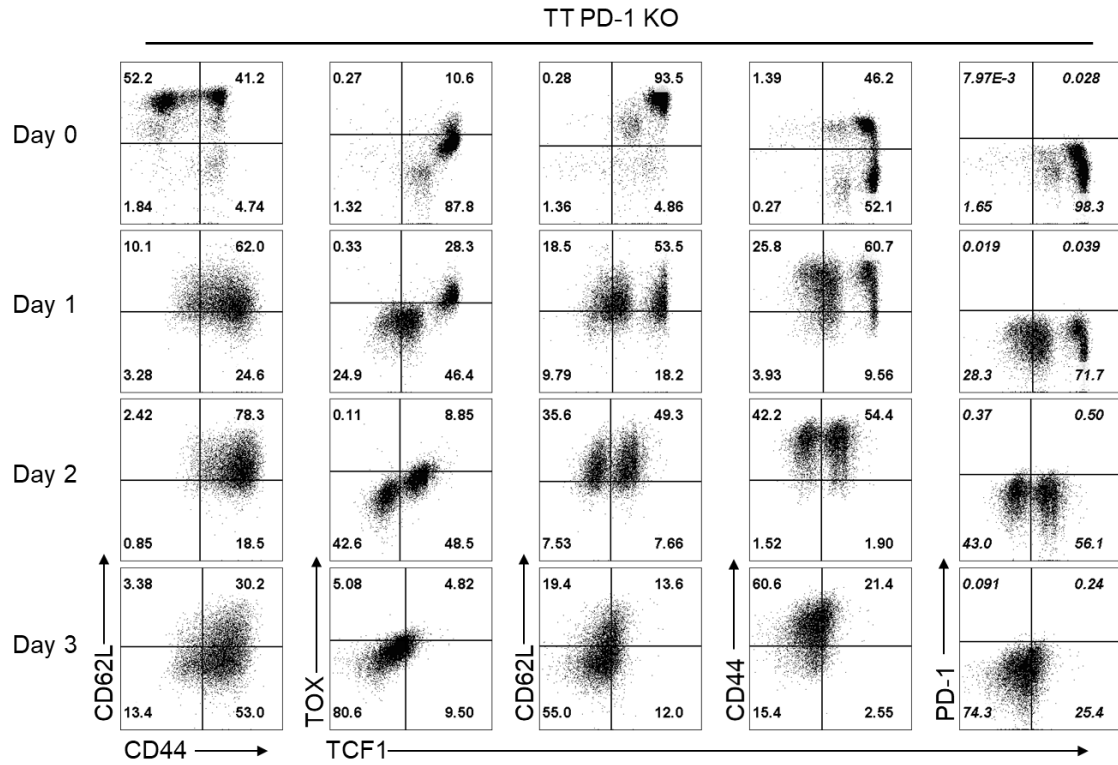 TT PD-1 KO
52.2 41.2 0.27 10.6 0.28 93.5 1.39 46.2 7.97E-3 0.028
Day 0
1.84 4.74 1.32 87.8 1.36 4.86 0.27 52.1 1.65 98.3
10.1 62.0 0.33 28.3 18.5 53.5 25.8 60.7 0.019 0.039
Day 1
3.28 24.6 24.9 46.4 9.79 18.2 3.93 9.56 28.3 71.7
2.42 78.3 0.11 8.85 35.6 49.3 42.2 54.4 0.37 0.50
Day 2
0.85 18.5 42.6 48.5 7.53 7.66 1.52 1.90 43.0 56.1
3.38 30.2 5.08 4.82 19.4 13.6 60.6 21.4 0.091 0.24
Day 3
CD62L TOX CD62L CD44 PD-1
13.4 53.0 80.6 9.50 55.0 12.0 15.4 2.55 74.3 25.4
CD44 TCF1